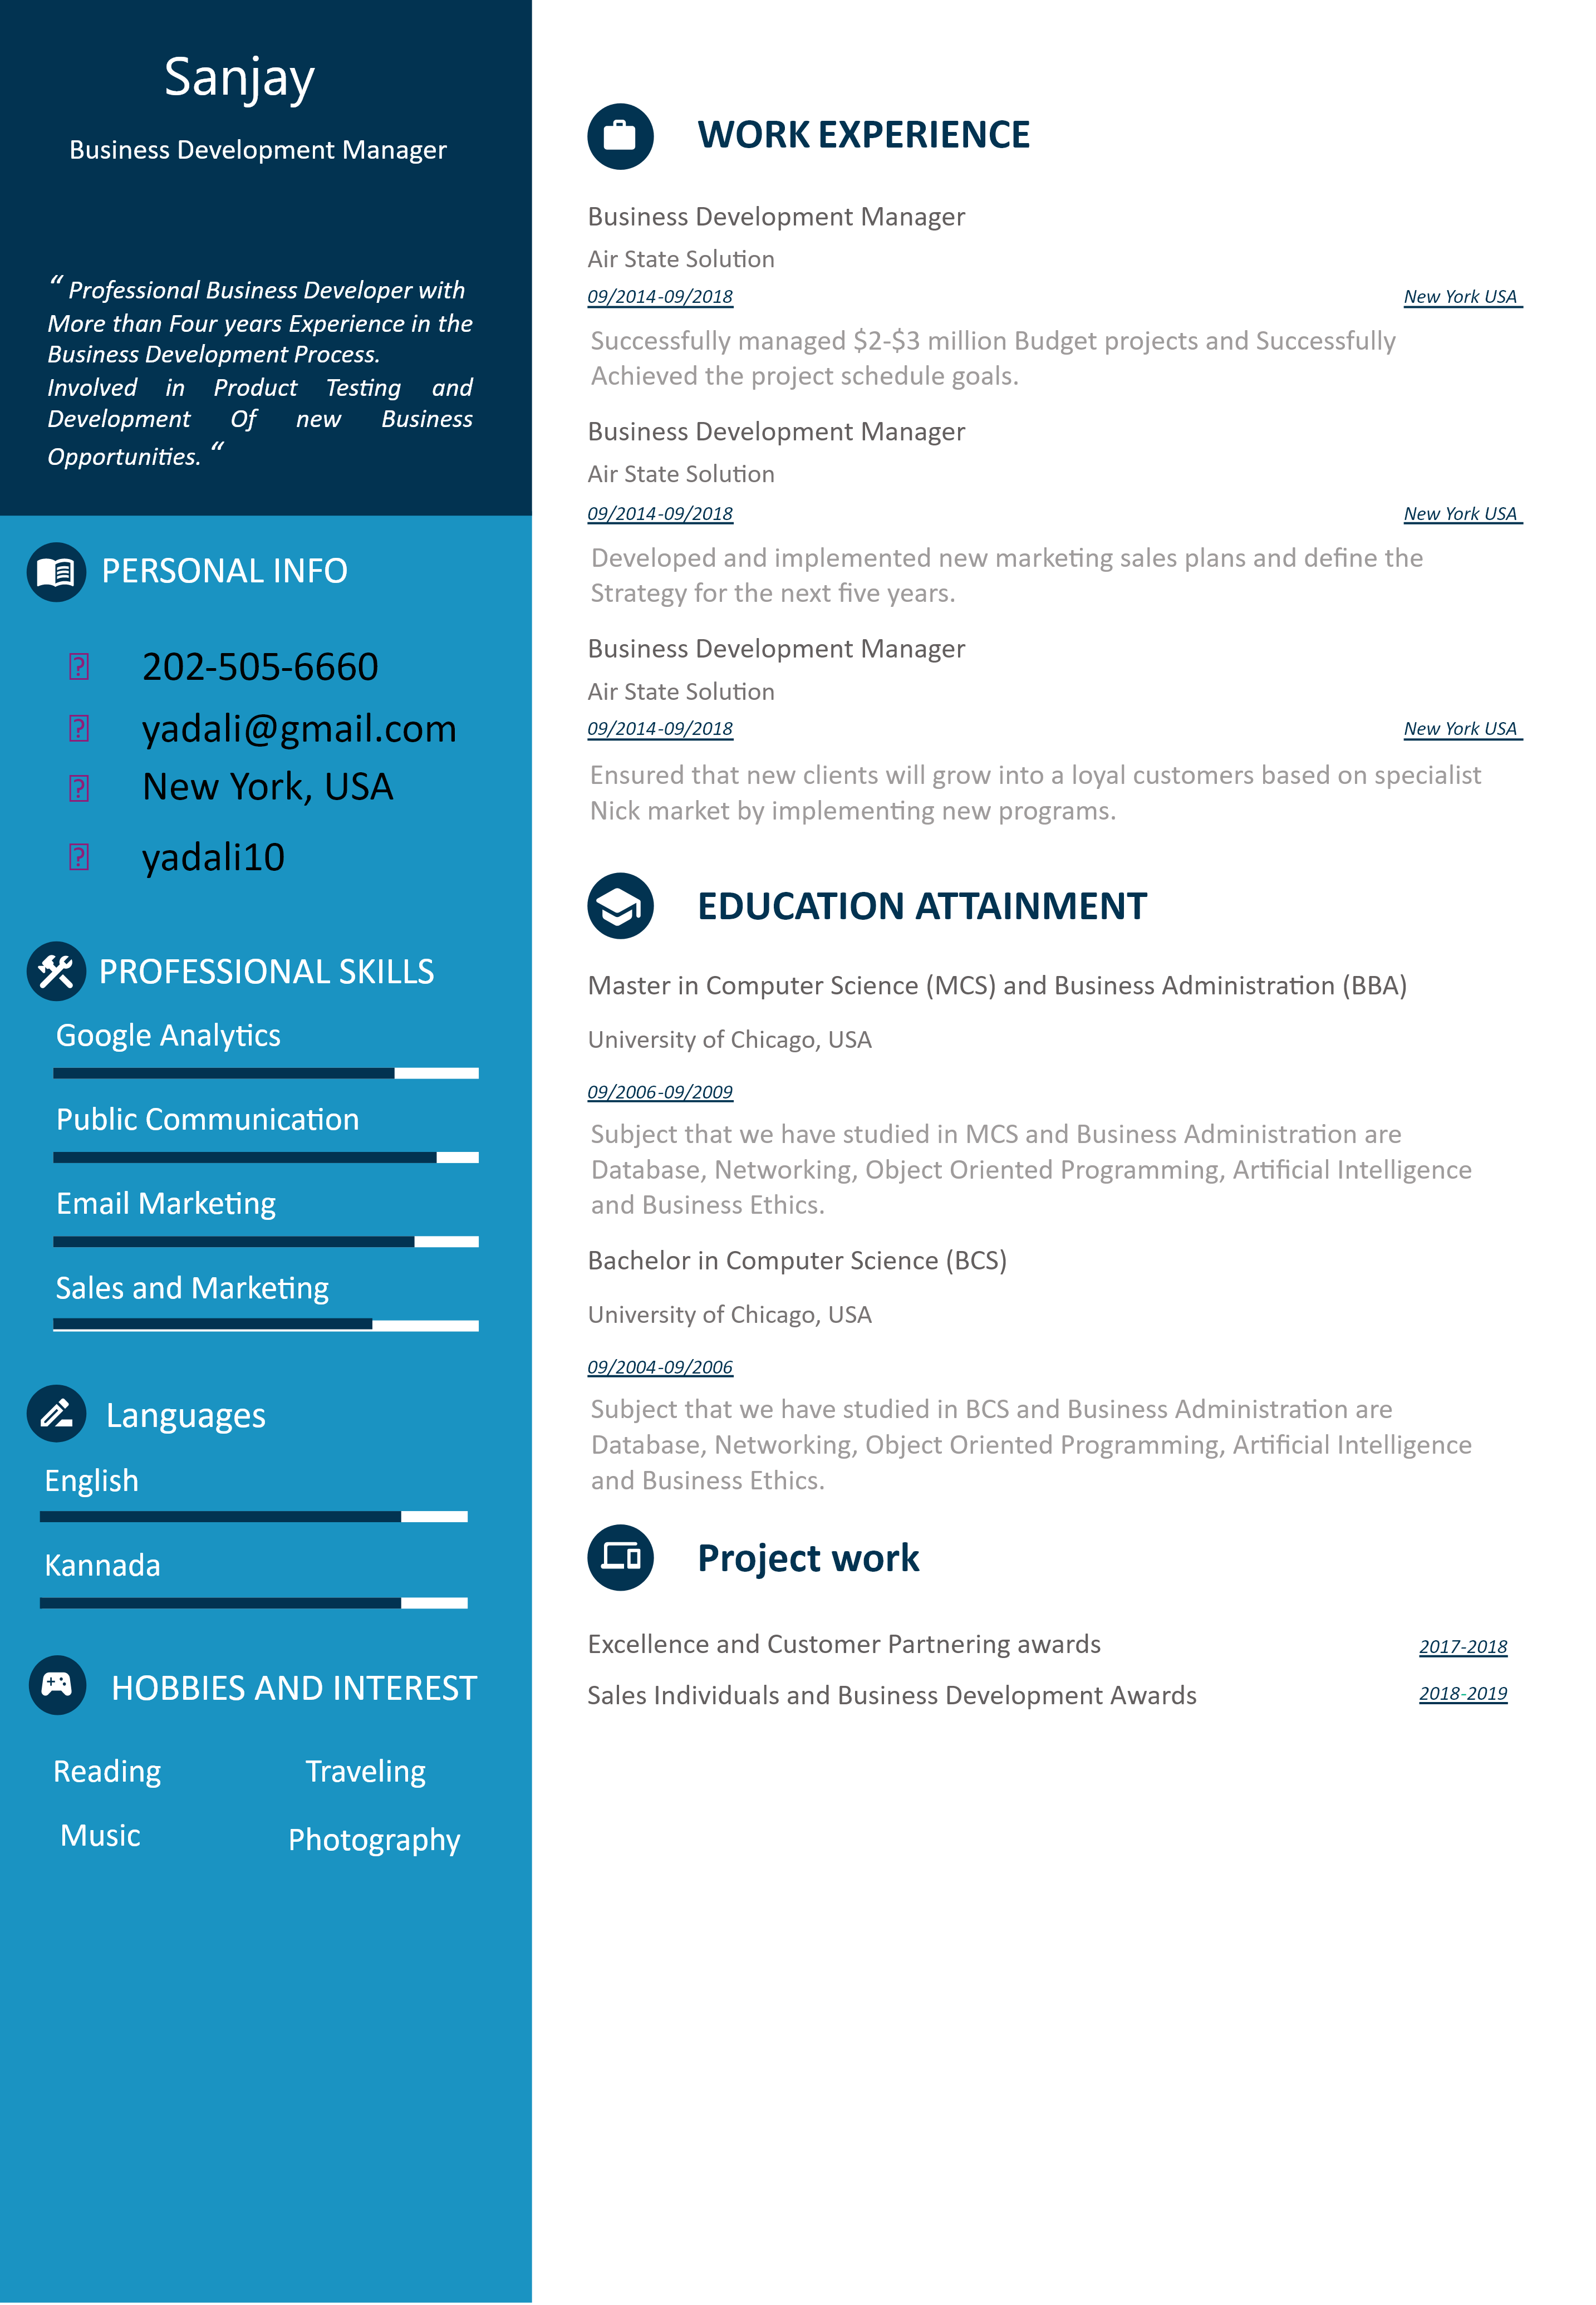 Sanjay
Business Development Manager
“ Professional Business Developer with
More than Four years Experience in the
Business Development Process.
Involved in Product Testing and
Development Of new Business
Opportunities. “
PERSONAL INFO
202-505-6660
yadali@gmail.com
New York, USA
yadali10
PROFESSIONAL SKILLS
Google Analytics
Public Communication
Email Marketing
Sales and Marketing
Languages
English
Kannada
HOBBIES AND INTEREST
Reading Traveling
Music Photography
WORK EXPERIENCE
Business Development Manager
Air State Solution
09/2014-09/2018 New York USA
Successfully managed $2-$3 million Budget projects and Successfully
Achieved the project schedule goals.
Business Development Manager
Air State Solution
09/2014-09/2018 New York USA
Developed and implemented new marketing sales plans and define the
Strategy for the next five years.
Business Development Manager
Air State Solution
09/2014-09/2018 New York USA
Ensured that new clients will grow into a loyal customers based on specialist
Nick market by implementing new programs.
EDUCATION ATTAINMENT
Master in Computer Science (MCS) and Business Administration (BBA)
University of Chicago, USA
09/2006-09/2009
Subject that we have studied in MCS and Business Administration are
Database, Networking, Object Oriented Programming, Artificial Intelligence
and Business Ethics.
Bachelor in Computer Science (BCS)
University of Chicago, USA
09/2004-09/2006
Subject that we have studied in BCS and Business Administration are
Database, Networking, Object Oriented Programming, Artificial Intelligence
and Business Ethics.
Project work
Excellence and Customer Partnering awards 2017-2018
Sales Individuals and Business Development Awards 2018-2019